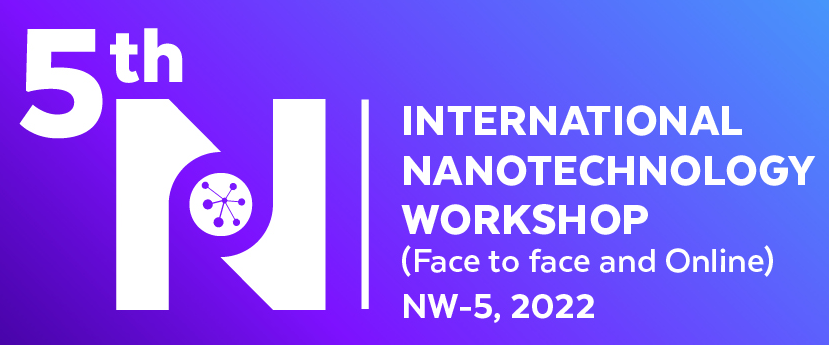 5th
N
INTERNATIONAL
NANOTECHNOLOGY
WORKSHOP
(Face to face and Online)
NW-5, 2022